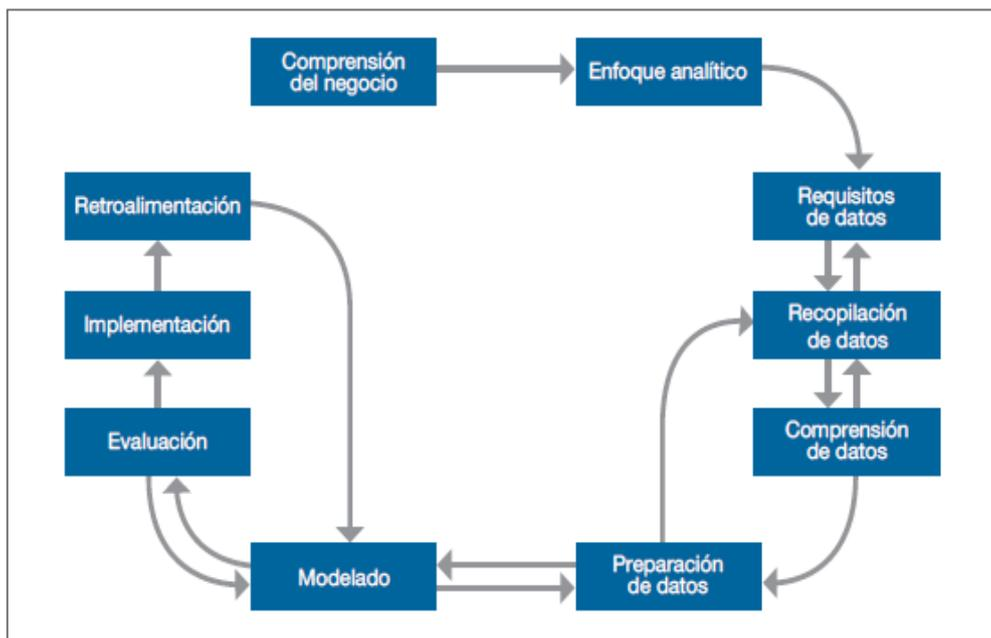 Comprensión
del negocio
Enfoque analítico
Requisitos
de datos
Recopilación
de datos
Comprensión
de datos
Preparación
de datos
Modelado
Evaluación
Implementación
Retroalimentación